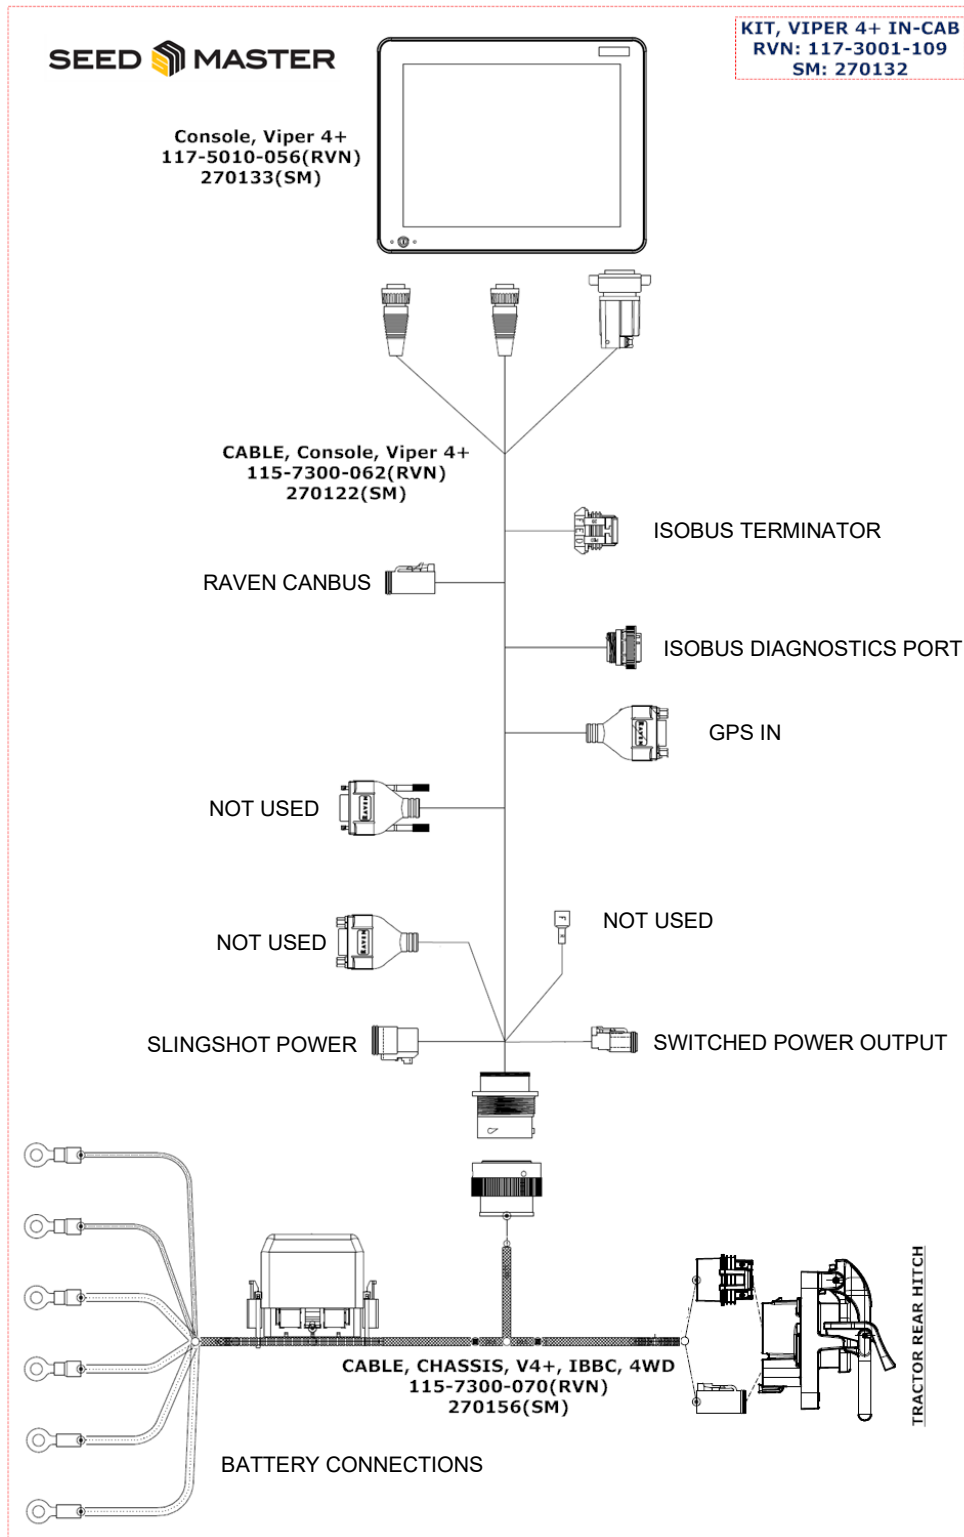 SEED MASTER
KIT, VIPER 4+ IN-CAB
RVN: 117-3001-109
SM: 270132
Console, Viper 4+
117-5010-056(RVN)
270133(SM)
CABLE, Console, Viper 4+
115-7300-062(RVN)
270122(SM)
ISOBUS TERMINATOR
RAVEN CANBUS
ISOBUS DIAGNOSTICS PORT
RAVEN
GPS IN
NOT USED
RAVEN
NOT USED
RAVEN
NOT USED
SLINGSHOT POWER
SWITCHED POWER OUTPUT
TRACTOR REAR HITCH
CABLE, CHASSIS, V4+, IBBC, 4WD
115-7300-070(RVN)
270156(SM)
BATTERY CONNECTIONS